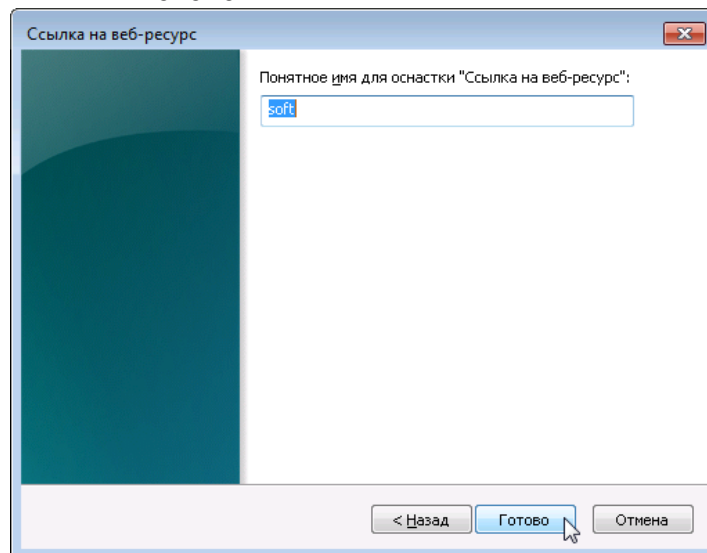 Ссылка на веб-ресурс
Понятное имя для оснастки "Ссылка на веб-ресурс":
soft
< Назад
Готово
Отмена